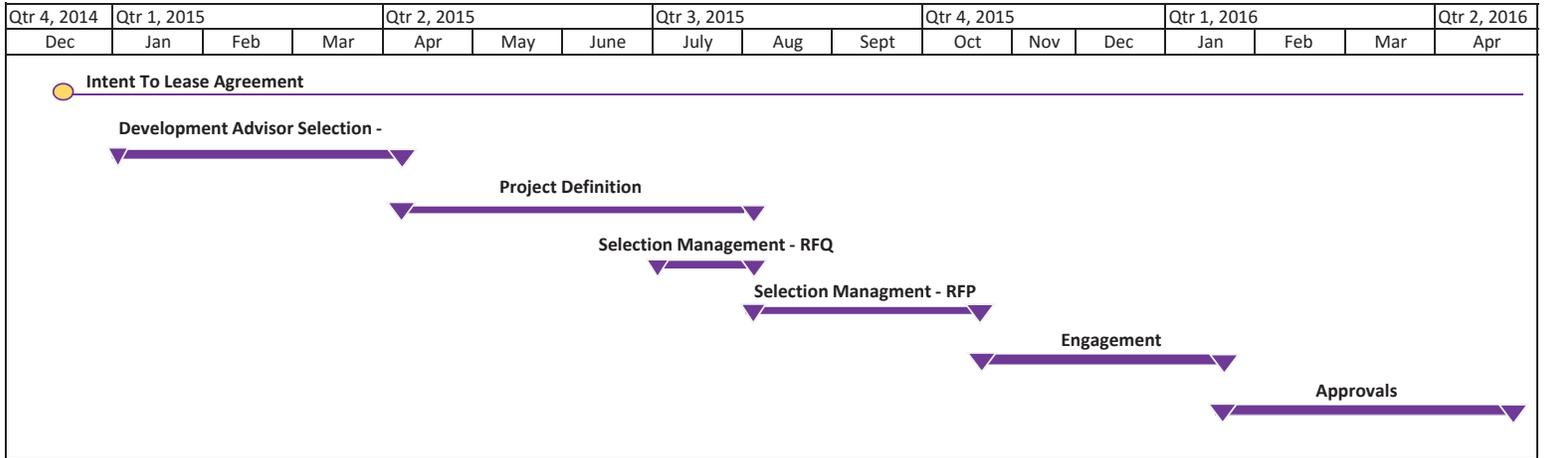 Qtr 4, 2014 Qtr 1, 2015 Qtr 2, 2015 Qtr 3, 2015 Qtr 4, 2015 Qtr 1, 2016 Qtr 2, 2016
Dec Jan Feb Mar Apr May June July Aug Sept Oct Nov Dec Jan Feb Mar Apr
Intent To Lease Agreement
Development Advisor Selection -
Project Definition
Selection Management - RFQ
Selection Managment - RFP
Engagement
Approvals